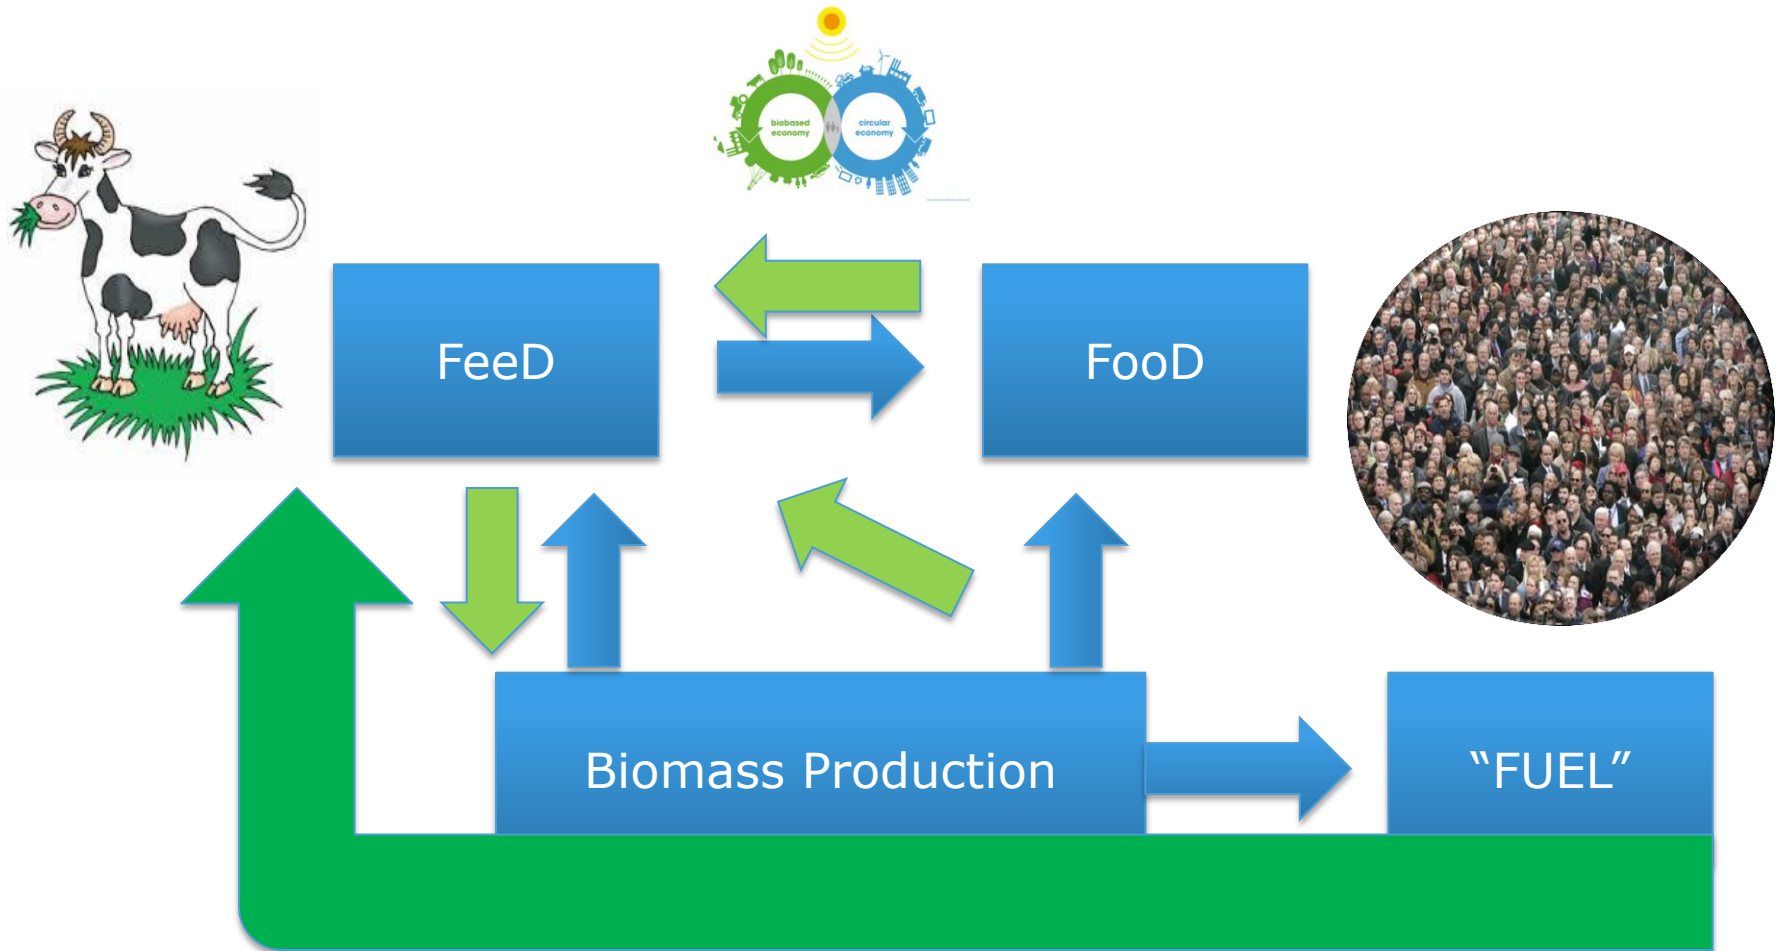 biobased
economy
circular
economy
FeeD
FooD
Biomass Production
“FUEL”